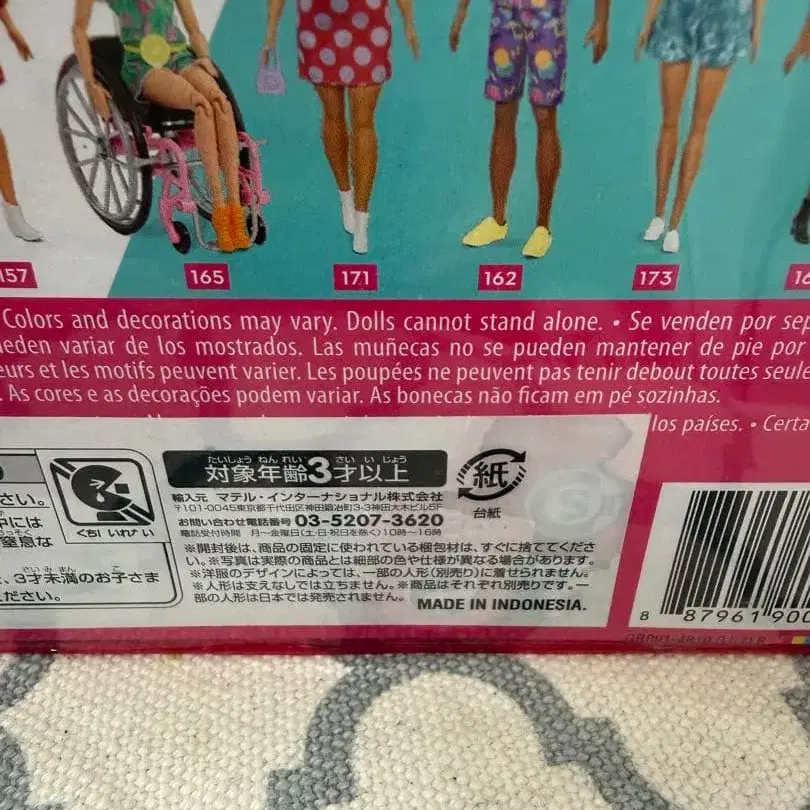 157 165 171 162 173 16
Colors and decorations may vary. Dolls cannot stand alone. • Se venden por ser
eden variar de los mostrados. Las muñecas no se pueden mantener de pie por
eurs et les motifs peuvent varier. Les poupées ne peuvent pas tenir debout toutes seule
. As cores e as decorações podem variar. As bonecas não ficam em pé sozinhas.
los países. • Certa
さい。
中には
窒息な
、3才未満のお子さま
ださい。
くちにいれない
たいしょう ねん れい さい い じょう
対象年齢3才以上
輸入元 マテル・インターナショナル株式会社
〒101-0045東京都千代田区神田鍛冶町3-3神田大木ビル5F
お問い合わせ電話番号 03-5207-3620
電話受付時間 月〜金曜日(土・日・祝日を除く)10時〜16時
※開封後は、商品の固定に使われている梱包材は、すぐに捨ててくださ
い。※写真は実際の商品とは細部の色や仕様が異なる場合があります。
※洋服のデザインによっては、一部の人形(別売り)に着せられません。
※人形は支えなしでは立ちません。※商品はそれぞれ別売りです。一
部の人形は日本では発売されません。 MADE IN INDONESIA.
紙
台紙
8 87961 900